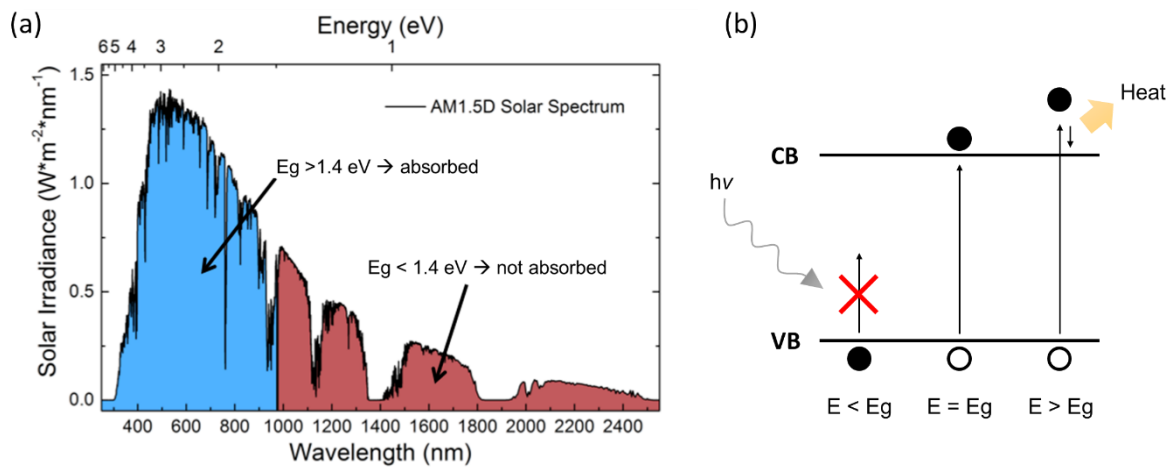 (a)
Energy (eV)
6 5 4 3 2 1
Solar Irradiance (W*m⁻²*nm⁻¹)
1.5
1.0
0.5
0.0
AM1.5D Solar Spectrum
Eg >1.4 eV → absorbed
Eg < 1.4 eV → not absorbed
400 600 800 1000 1200 1400 1600 1800 2000 2200 2400
Wavelength (nm)
(b)
Heat
CB
hν
VB
E < Eg E = Eg E > Eg